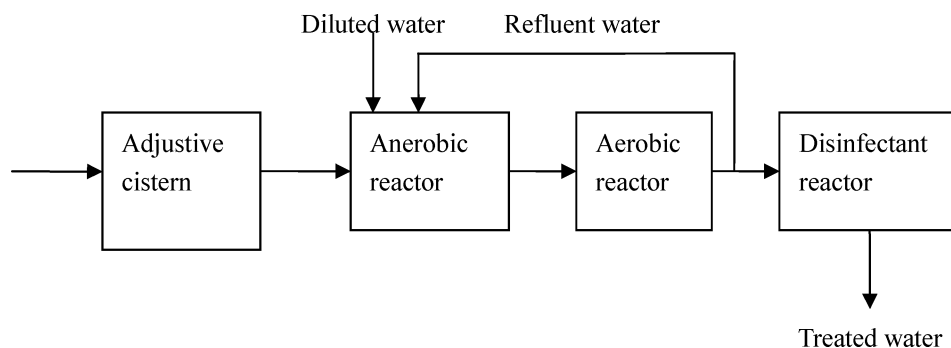 Diluted water
Refluent water
Adjustive
cistern
Anerobic
reactor
Aerobic
reactor
Disinfectant
reactor
Treated water